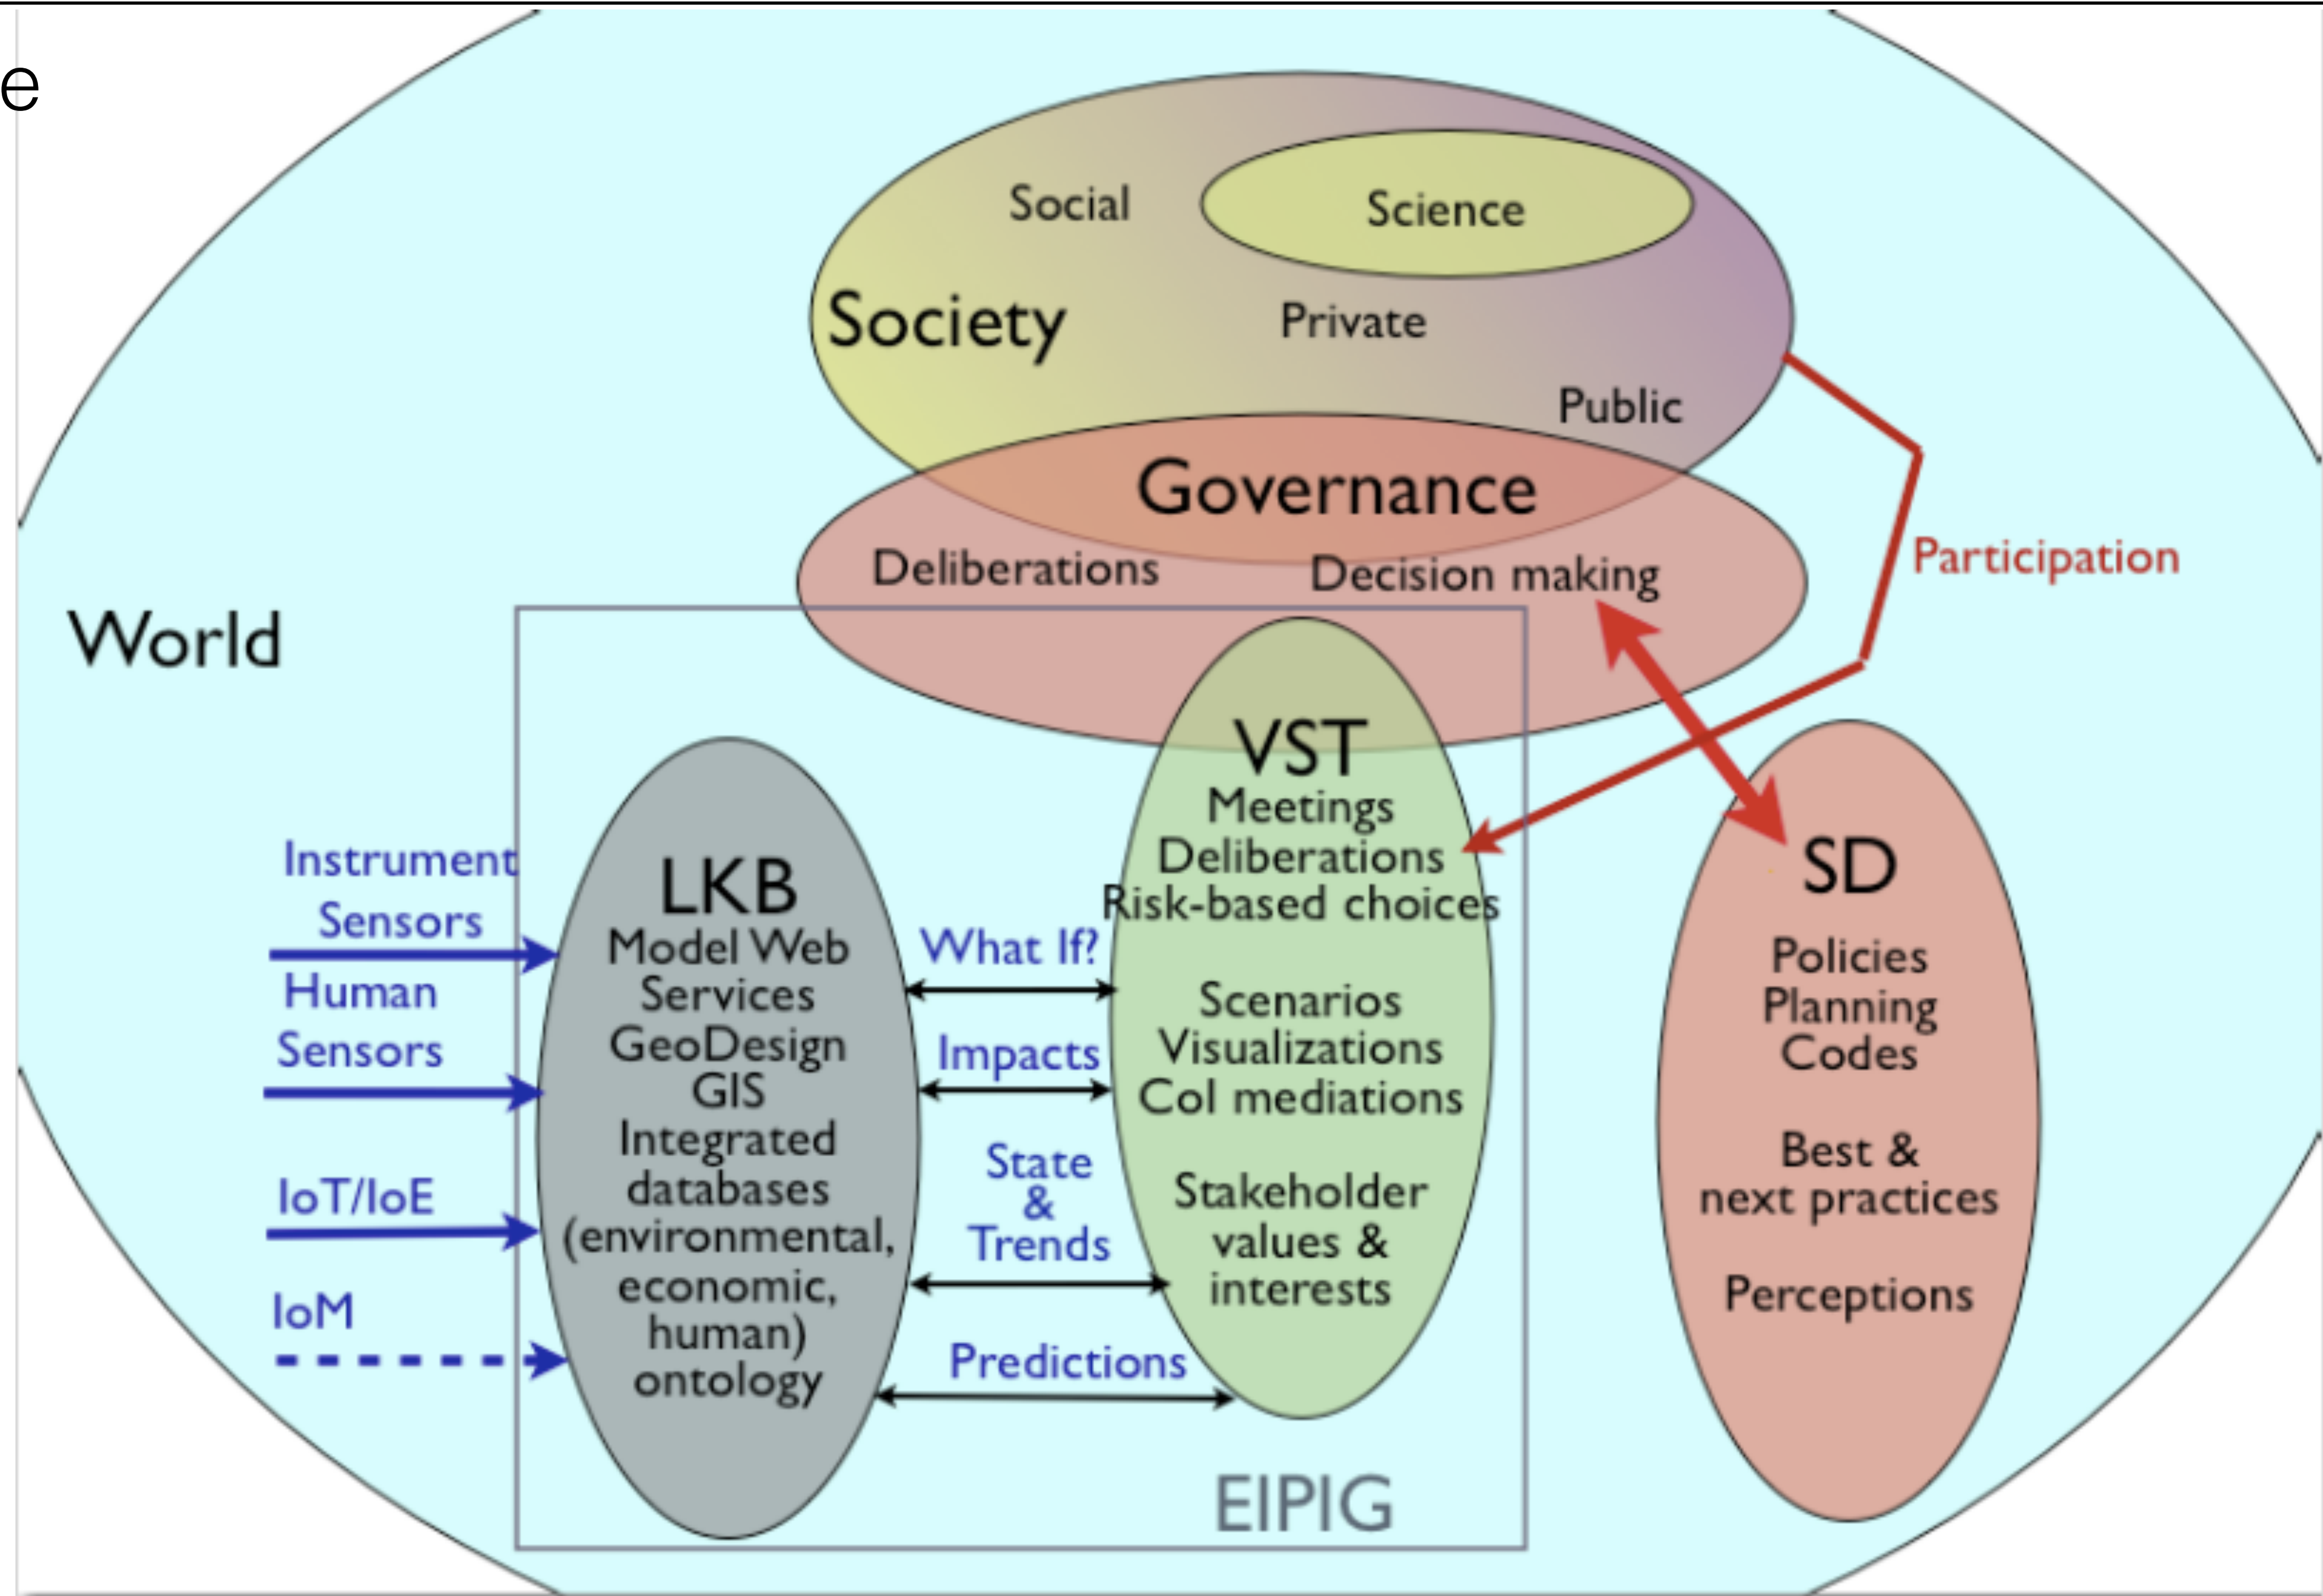 e
Social
Science
Society
Private
Public
Governance
Deliberations
Decision making
Participation
World
VST
Meetings
Deliberations
Risk-based choices
Scenarios
Visualizations
CoI mediations
Stakeholder
values &
interests
Instrument
Sensors
Human
Sensors
IoT/IoE
IoM
LKB
Model Web
Services
GeoDesign
GIS
Integrated
databases
(environmental,
economic,
human)
ontology
What If?
Impacts
State
&
Trends
Predictions
SD
Policies
Planning
Codes
Best &
next practices
Perceptions
EIPIG